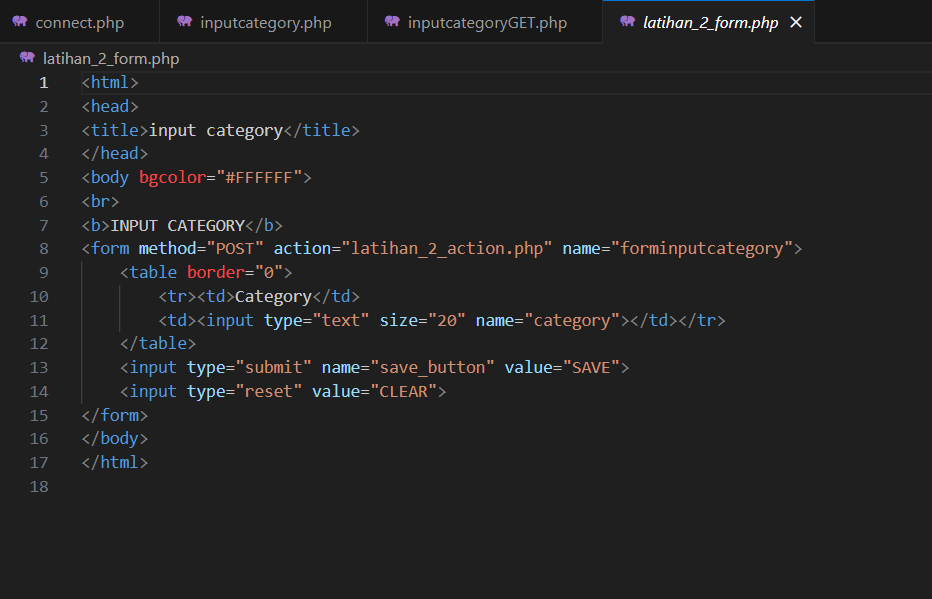 connect.php inputcategory.php inputcategoryGET.php latihan_2_form.php ×
latihan_2_form.php
1 <html>
2 <head>
3 <title>input category</title>
4 </head>
5 <body bgcolor="#FFFFFF">
6 <br>
7 <b>INPUT CATEGORY</b>
8 <form method="POST" action="latihan_2_action.php" name="forminputcategory">
9 <table border="0">
10 <tr><td>Category</td>
11 <td><input type="text" size="20" name="category"></td></tr>
12 </table>
13 <input type="submit" name="save_button" value="SAVE">
14 <input type="reset" value="CLEAR">
15 </form>
16 </body>
17 </html>
18